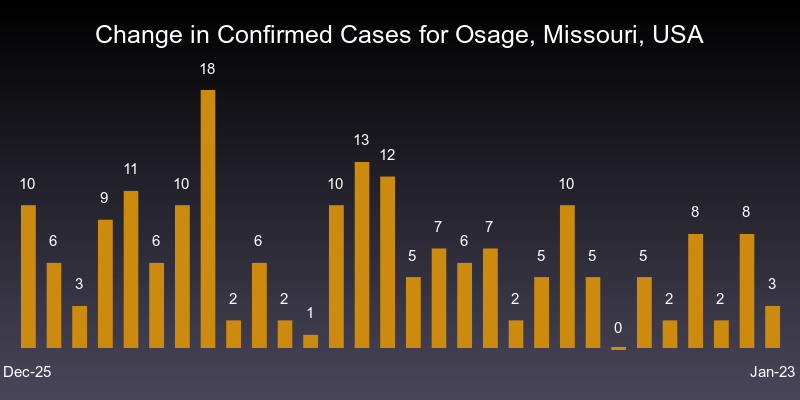 Change in Confirmed Cases for Osage, Missouri, USA
10 6 3 9 11 6 10 18 2 6 2 1 10 13 12 5 7 6 7 2 5 10 5 0 5 2 8 2 8 3
Dec-25 Jan-23